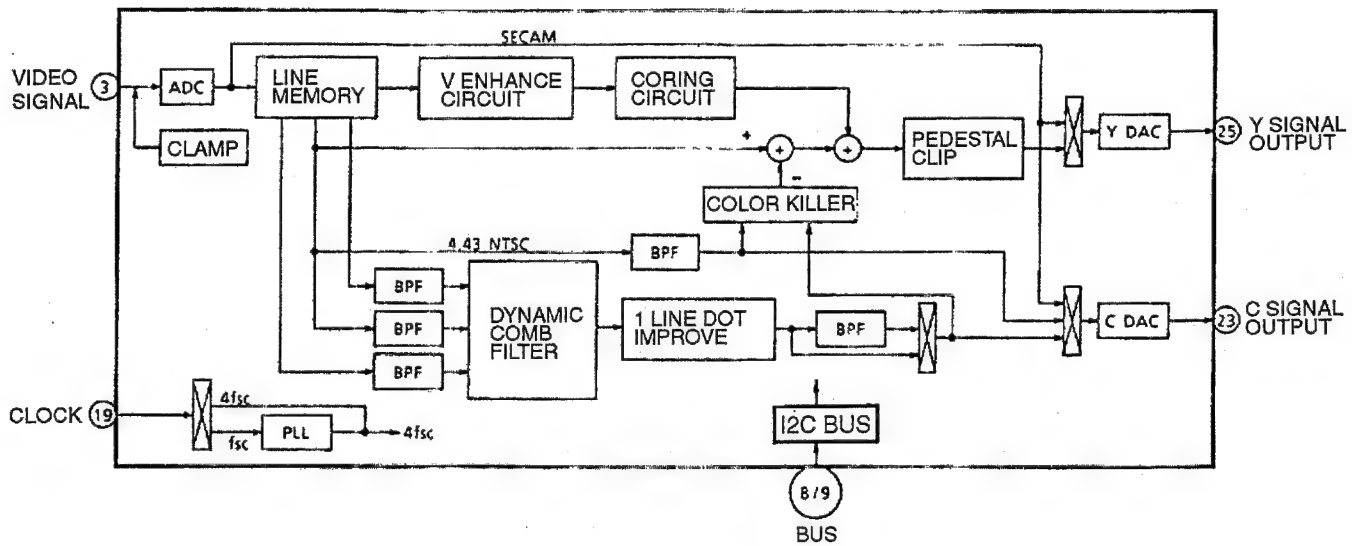 SECAM
VIDEO
SIGNAL
3
ADC
LINE
MEMORY
V ENHANCE
CIRCUIT
CORING
CIRCUIT
CLAMP
+
+
+
-
PEDESTAL
CLIP
Y DAC
25
Y SIGNAL
OUTPUT
COLOR KILLER
4.43 NTSC
BPF
BPF
BPF
BPF
DYNAMIC
COMB
FILTER
1 LINE DOT
IMPROVE
BPF
C DAC
23
C SIGNAL
OUTPUT
CLOCK
19
4fsc
fsc
PLL
4fsc
I2C BUS
8/9
BUS